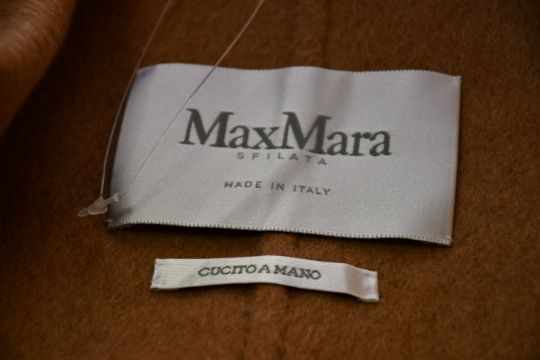 MaxMara
SFILATA
MADE IN ITALY
CUCITO A MANO